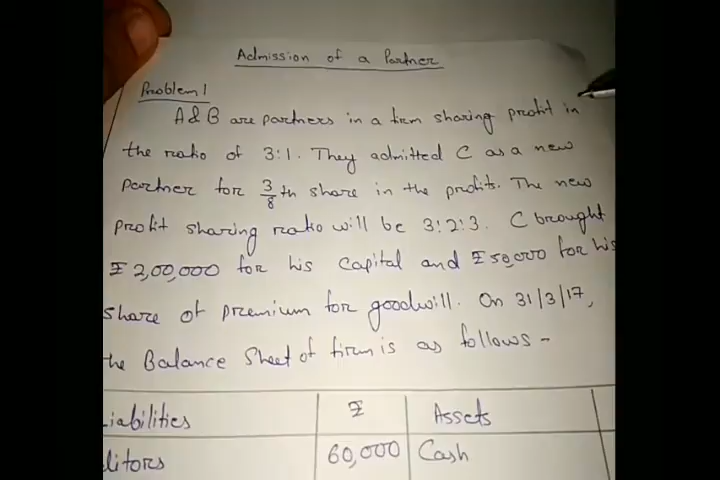 Admission of a Partner
Problem 1
A & B are partners in a firm sharing profit in
the ratio of 3:1. They admitted C as a new
partner for 3/8 th share in the profits. The new
profit sharing ratio will be 3:2:3. C brought
₹ 2,00,000 for his capital and ₹ 50,000 for his
share of premium for goodwill. On 31/3/17,
the Balance Sheet of firm is as follows -
Liabilities ₹ Assets
ditors 60,000 Cash